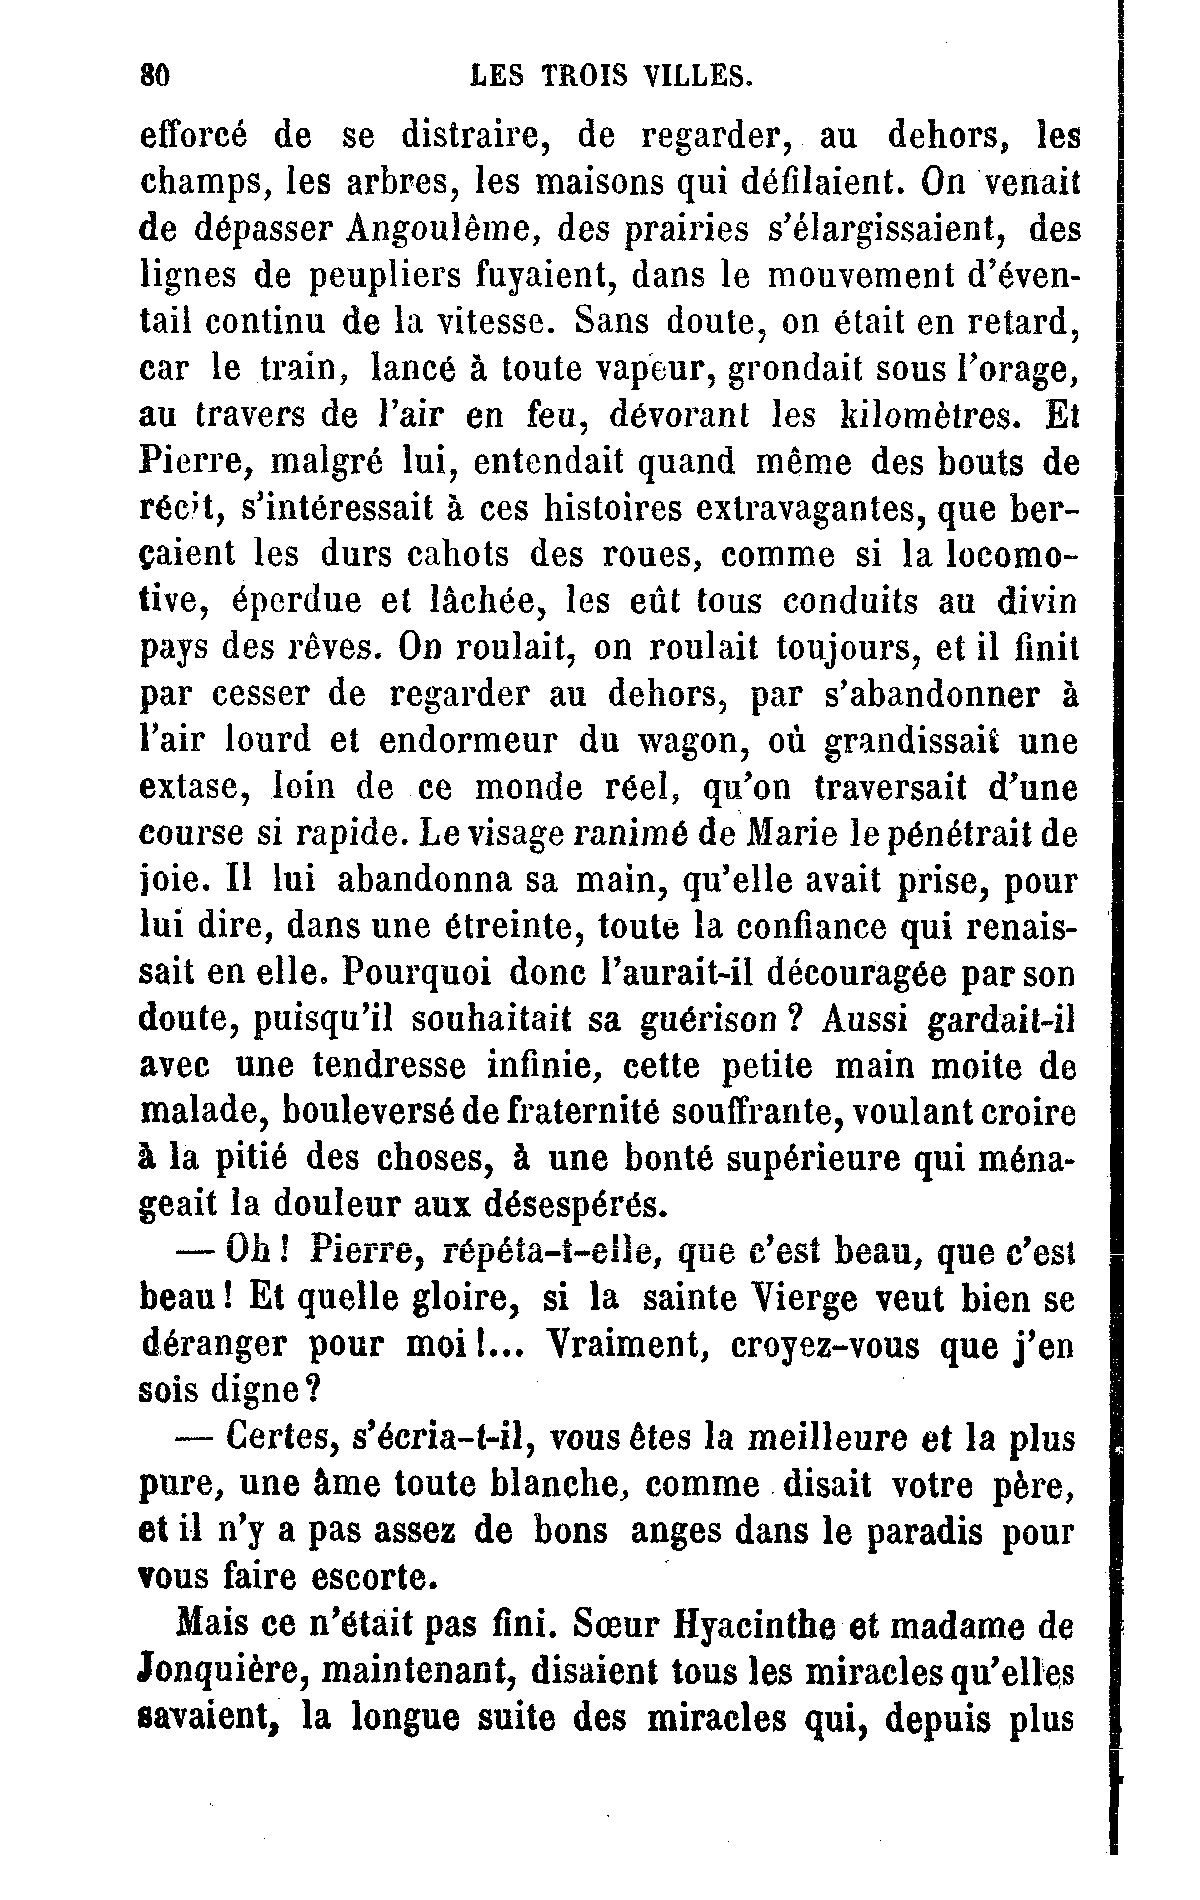 80 LES TROIS VILLES.
efforcé de se distraire, de regarder, au dehors, les
champs, les arbres, les maisons qui défilaient. On venait
de dépasser Angoulême, des prairies s'élargissaient, des
lignes de peupliers fuyaient, dans le mouvement d'éven-
tail continu de la vitesse. Sans doute, on était en retard,
car le train, lancé à toute vapeur, grondait sous l'orage,
au travers de l'air en feu, dévorant les kilomètres. Et
Pierre, malgré lui, entendait quand même des bouts de
récit, s'intéressait à ces histoires extravagantes, que ber-
çaient les durs cahots des roues, comme si la locomo-
tive, éperdue et lâchée, les eût tous conduits au divin
pays des rêves. On roulait, on roulait toujours, et il finit
par cesser de regarder au dehors, par s'abandonner à
l'air lourd et endormeur du wagon, où grandissait une
extase, loin de ce monde réel, qu'on traversait d'une
course si rapide. Le visage ranimé de Marie le pénétrait de
joie. Il lui abandonna sa main, qu'elle avait prise, pour
lui dire, dans une étreinte, toute la confiance qui renais-
sait en elle. Pourquoi donc l'aurait-il découragée par son
doute, puisqu'il souhaitait sa guérison ? Aussi gardait-il
avec une tendresse infinie, cette petite main moite de
malade, bouleversé de fraternité souffrante, voulant croire
à la pitié des choses, à une bonté supérieure qui ména-
geait la douleur aux désespérés.
— Oh ! Pierre, répéta-t-elle, que c'est beau, que c'est
beau ! Et quelle gloire, si la sainte Vierge veut bien se
déranger pour moi !... Vraiment, croyez-vous que j'en
sois digne ?
— Certes, s'écria-t-il, vous êtes la meilleure et la plus
pure, une âme toute blanche, comme disait votre père,
et il n'y a pas assez de bons anges dans le paradis pour
vous faire escorte.
Mais ce n'était pas fini. Sœur Hyacinthe et madame de
Jonquière, maintenant, disaient tous les miracles qu'elles
savaient, la longue suite des miracles qui, depuis plus